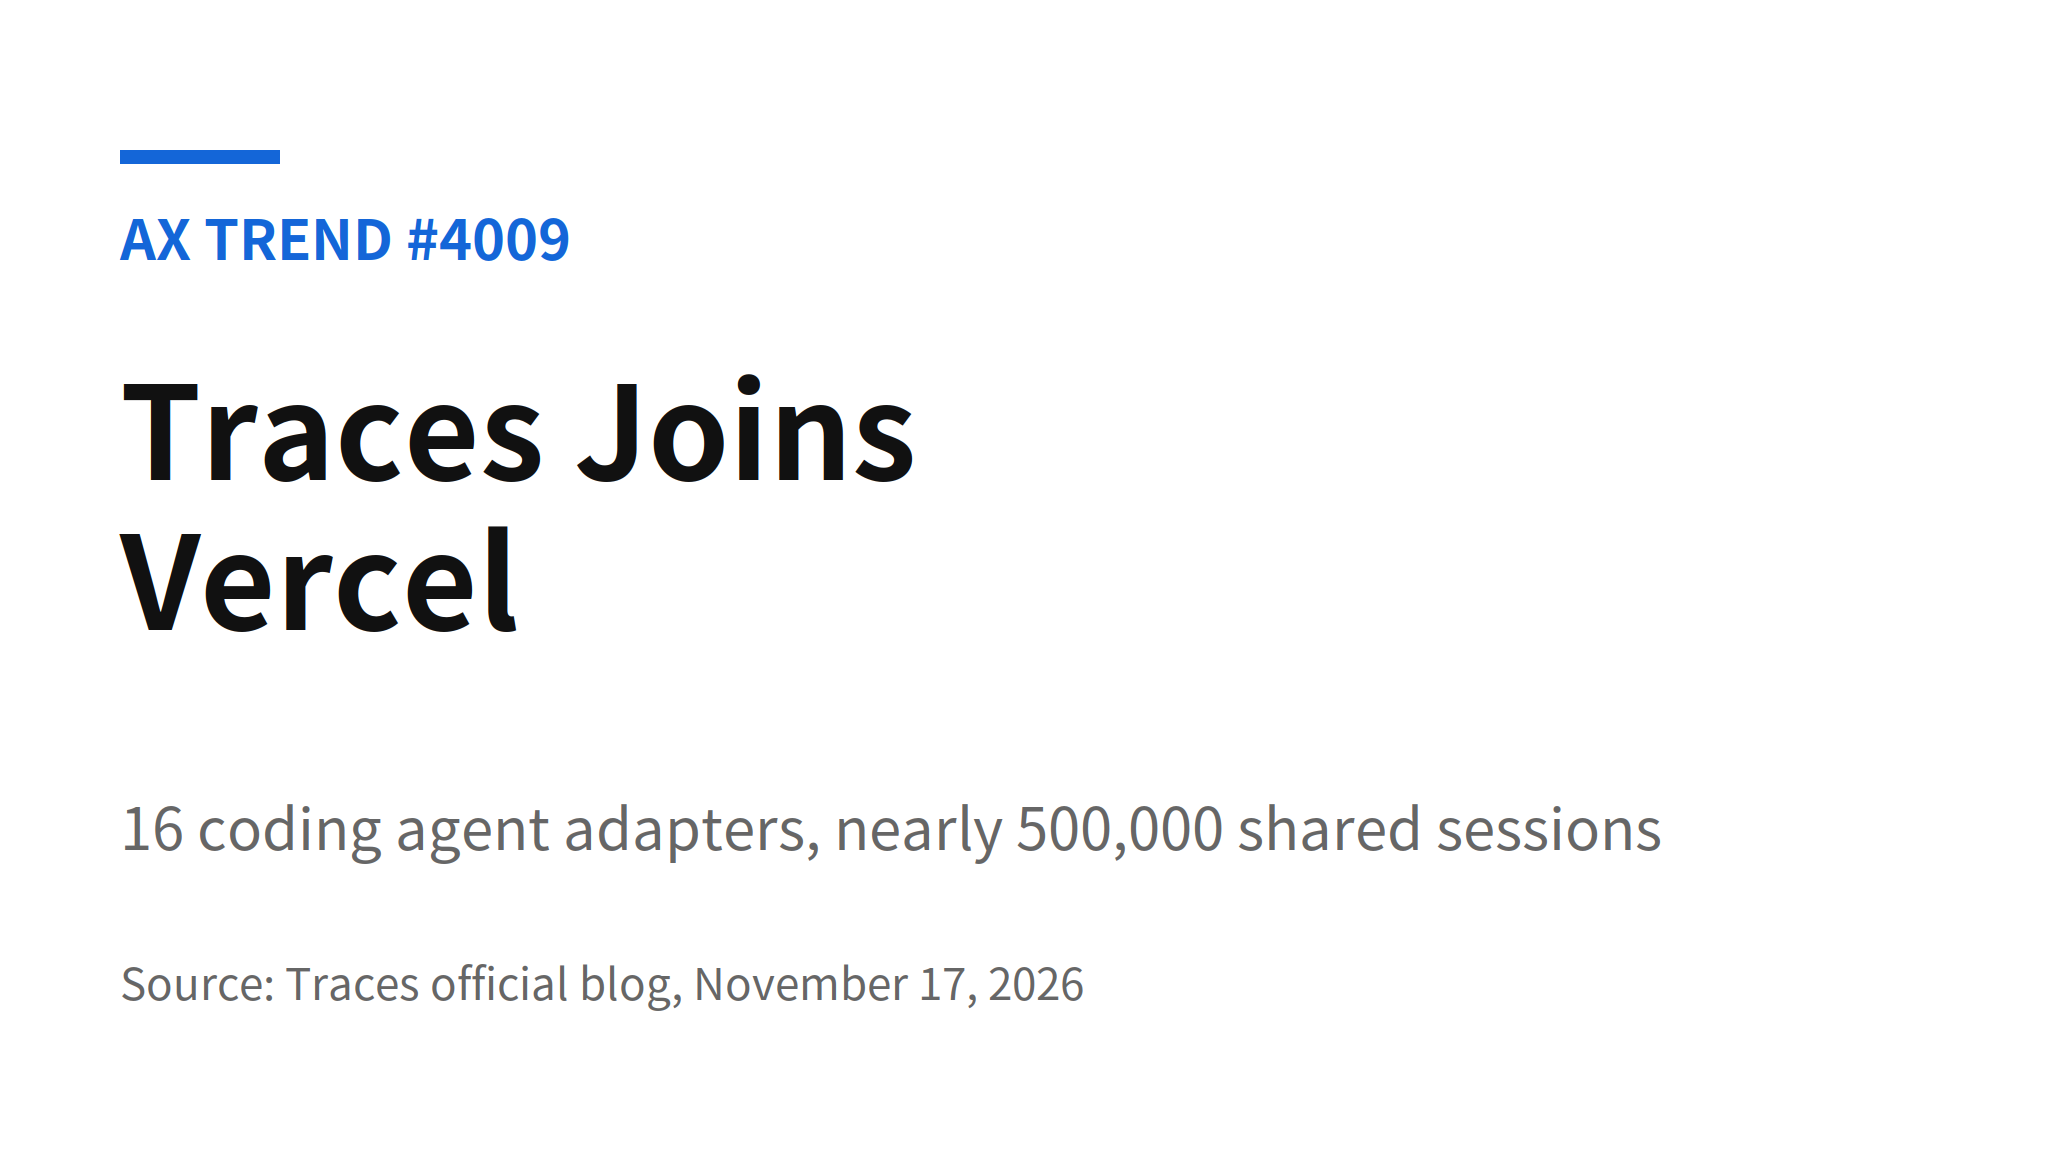 AX TREND #4009
Traces Joins
Vercel
16 coding agent adapters, nearly 500,000 shared sessions
Source: Traces official blog, November 17, 2026